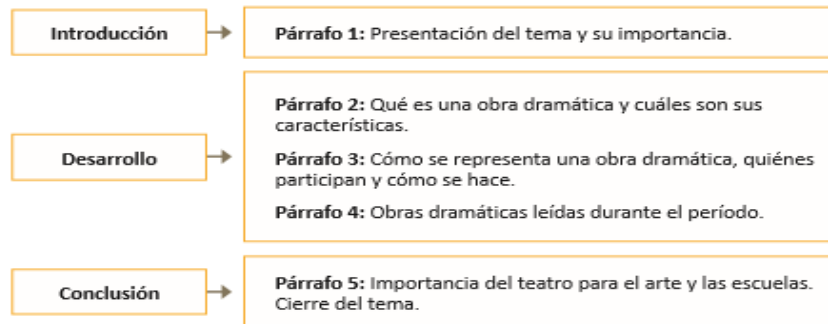 Introducción
Párrafo 1: Presentación del tema y su importancia.
Desarrollo
Párrafo 2: Qué es una obra dramática y cuáles son sus
características.
Párrafo 3: Cómo se representa una obra dramática, quiénes
participan y cómo se hace.
Párrafo 4: Obras dramáticas leídas durante el período.
Conclusión
Párrafo 5: Importancia del teatro para el arte y las escuelas.
Cierre del tema.